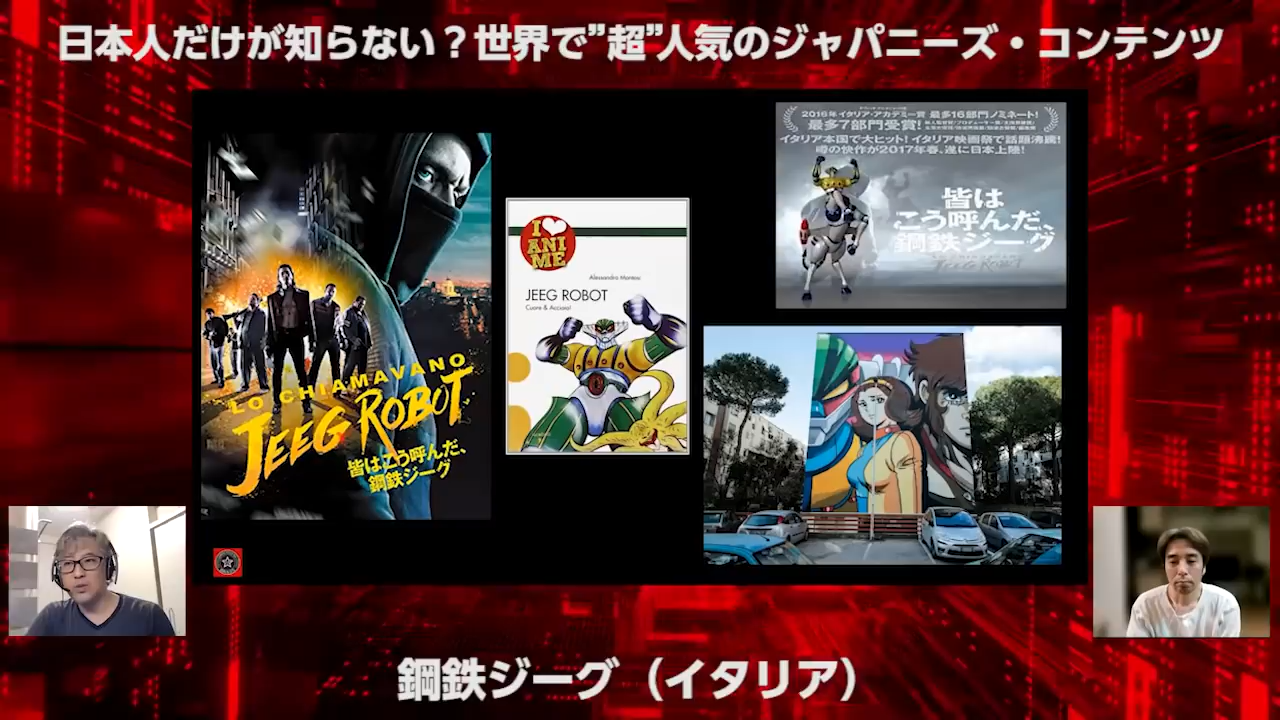 日本人だけが知らない？世界で”超”人気のジャパニーズ・コンテンツ
LO CHIAMAVANO
JEEG ROBOT
皆はこう呼んだ、
鋼鉄ジーグ
I
ANI
ME
Alessandro Montosi
JEEG ROBOT
Cuore & Acciaio!
2016年イタリア・アカデミー賞 最多16部門ノミネート!
最多7部門受賞!
イタリア本国で大ヒット!イタリア映画祭で話題沸騰!
噂の快作が2017年春、遂に日本上陸!
皆は
こう呼んだ、
鋼鉄ジーグ
JEEG ROBOT
鋼鉄ジーグ（イタリア）